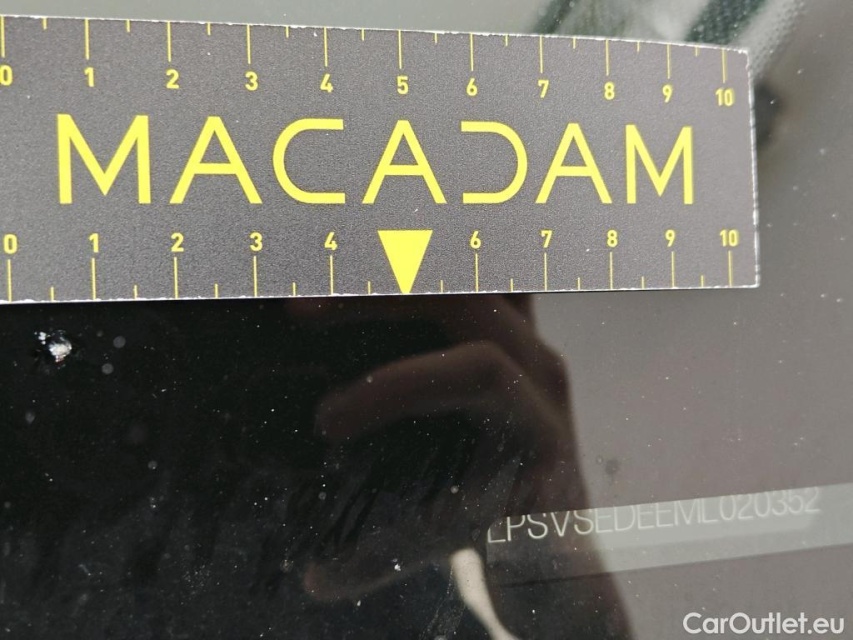 0 1 2 3 4 5 6 7 8 9 10
MACADAM
0 1 2 3 4 6 7 8 9 10
LPSVSEDEEML020352
CarOutlet.eu